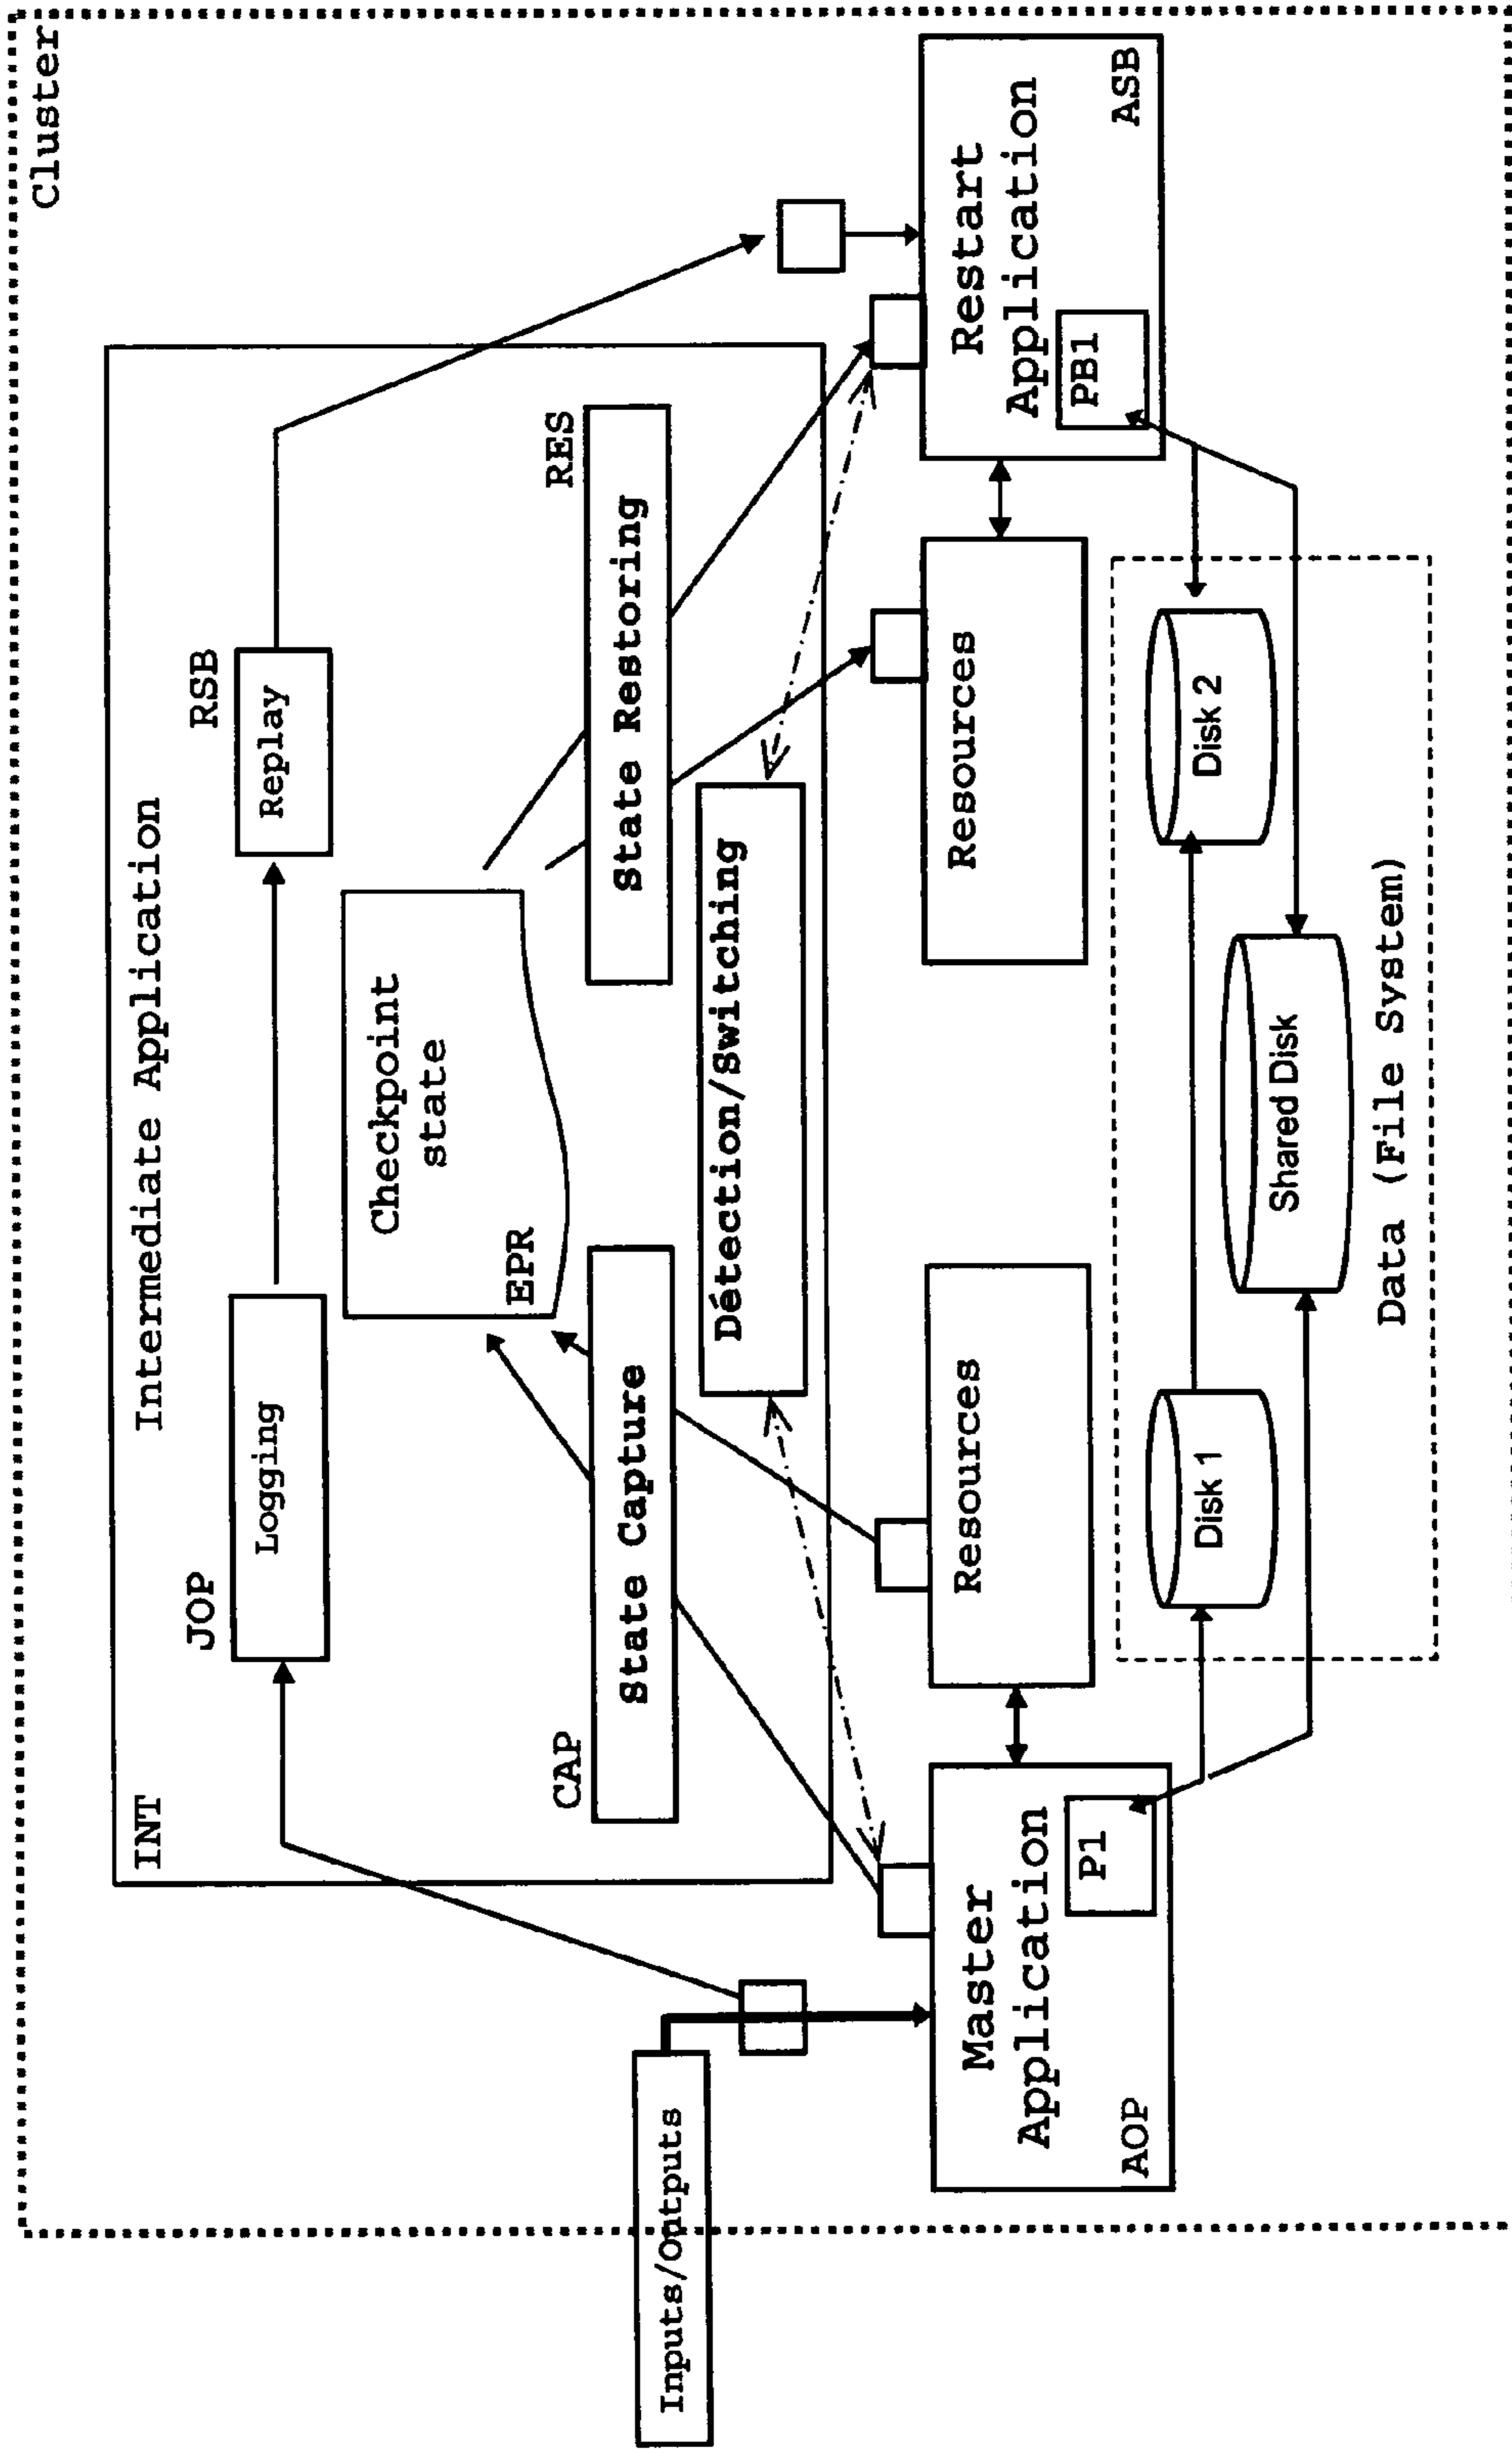 Cluster
INT
Intermediate Application
JOP
RSB
Logging
Replay
Checkpoint
state
EPR
CAP
RES
State Capture
State Restoring
Détection/Switching
Inputs/Outputs
Master
Application
P1
AOP
Resources
Resources
Restart
Application
PB1
ASB
Disk 1
Disk 2
Shared Disk
Data (File System)